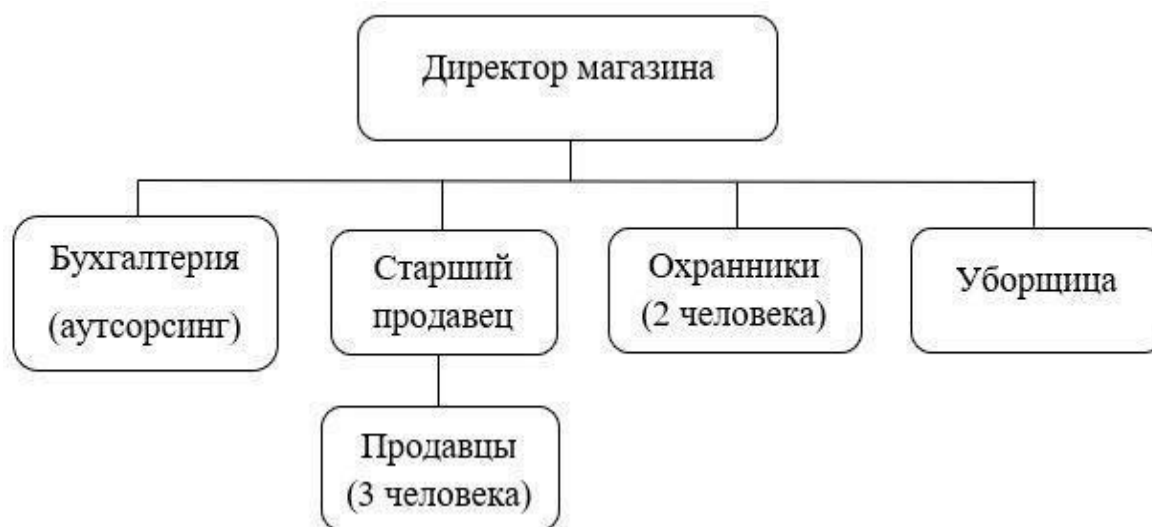 Директор магазина
Бухгалтерия
(аутсорсинг)
Старший
продавец
Охранники
(2 человека)
Уборщица
Продавцы
(3 человека)